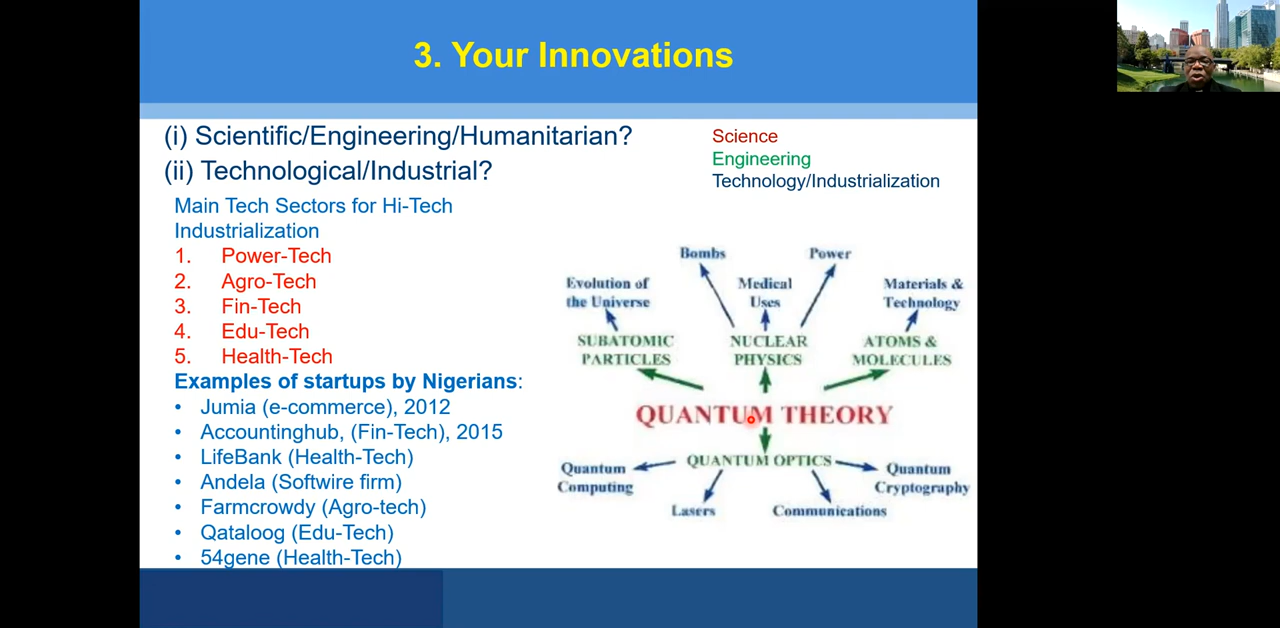 3. Your Innovations
(i) Scientific/Engineering/Humanitarian?
(ii) Technological/Industrial?
Main Tech Sectors for Hi-Tech
Industrialization
1. Power-Tech
2. Agro-Tech
3. Fin-Tech
4. Edu-Tech
5. Health-Tech
Examples of startups by Nigerians:
• Jumia (e-commerce), 2012
• Accountinghub, (Fin-Tech), 2015
• LifeBank (Health-Tech)
• Andela (Softwire firm)
• Farmcrowdy (Agro-tech)
• Qataloog (Edu-Tech)
• 54gene (Health-Tech)
Science
Engineering
Technology/Industrialization
Bombs
Power
Evolution of
the Universe
Medical
Uses
Materials &
Technology
SUBATOMIC
PARTICLES
NUCLEAR
PHYSICS
ATOMS &
MOLECULES
QUANTUM THEORY
QUANTUM OPTICS
Quantum
Computing
Quantum
Cryptography
Lasers
Communications